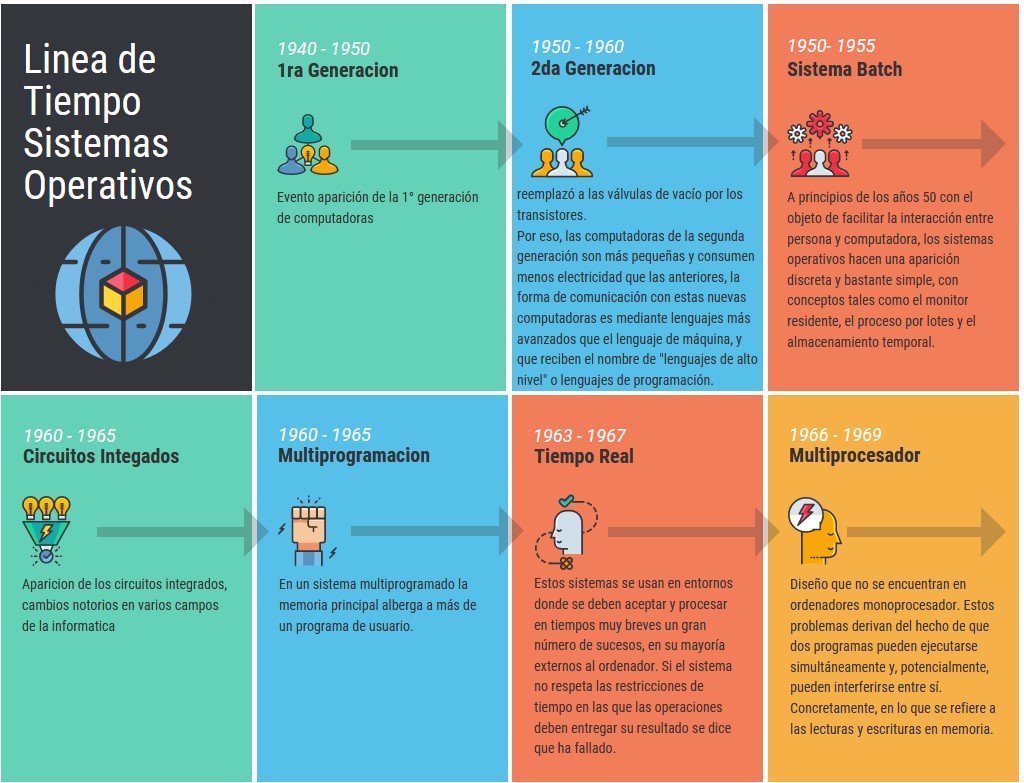 Linea de
Tiempo
Sistemas
Operativos
1940 - 1950
1ra Generacion
Evento aparición de la 1° generación
de computadoras
1950 - 1960
2da Generacion
reemplazó a las válvulas de vacío por los
transistores.
Por eso, las computadoras de la segunda
generación son más pequeñas y consumen
menos electricidad que las anteriores, la
forma de comunicación con estas nuevas
computadoras es mediante lenguajes más
avanzados que el lenguaje de máquina, y
que reciben el nombre de "lenguajes de alto
nivel" o lenguajes de programación.
1950- 1955
Sistema Batch
A principios de los años 50 con el
objeto de facilitar la interacción entre
persona y computadora, los sistemas
operativos hacen una aparición
discreta y bastante simple, con
conceptos tales como el monitor
residente, el proceso por lotes y el
almacenamiento temporal.
1960 - 1965
Circuitos Integados
Aparicion de los circuitos integrados,
cambios notorios en varios campos
de la informatica
1960 - 1965
Multiprogramacion
En un sistema multiprogramado la
memoria principal alberga a más de
un programa de usuario.
1963 - 1967
Tiempo Real
Estos sistemas se usan en entornos
donde se deben aceptar y procesar
en tiempos muy breves un gran
número de sucesos, en su mayoría
externos al ordenador. Si el sistema
no respeta las restricciones de
tiempo en las que las operaciones
deben entregar su resultado se dice
que ha fallado.
1966 - 1969
Multiprocesador
Diseño que no se encuentran en
ordenadores monoprocesador. Estos
problemas derivan del hecho de que
dos programas pueden ejecutarse
simultáneamente y, potencialmente,
pueden interferirse entre sí.
Concretamente, en lo que se refiere a
las lecturas y escrituras en memoria.